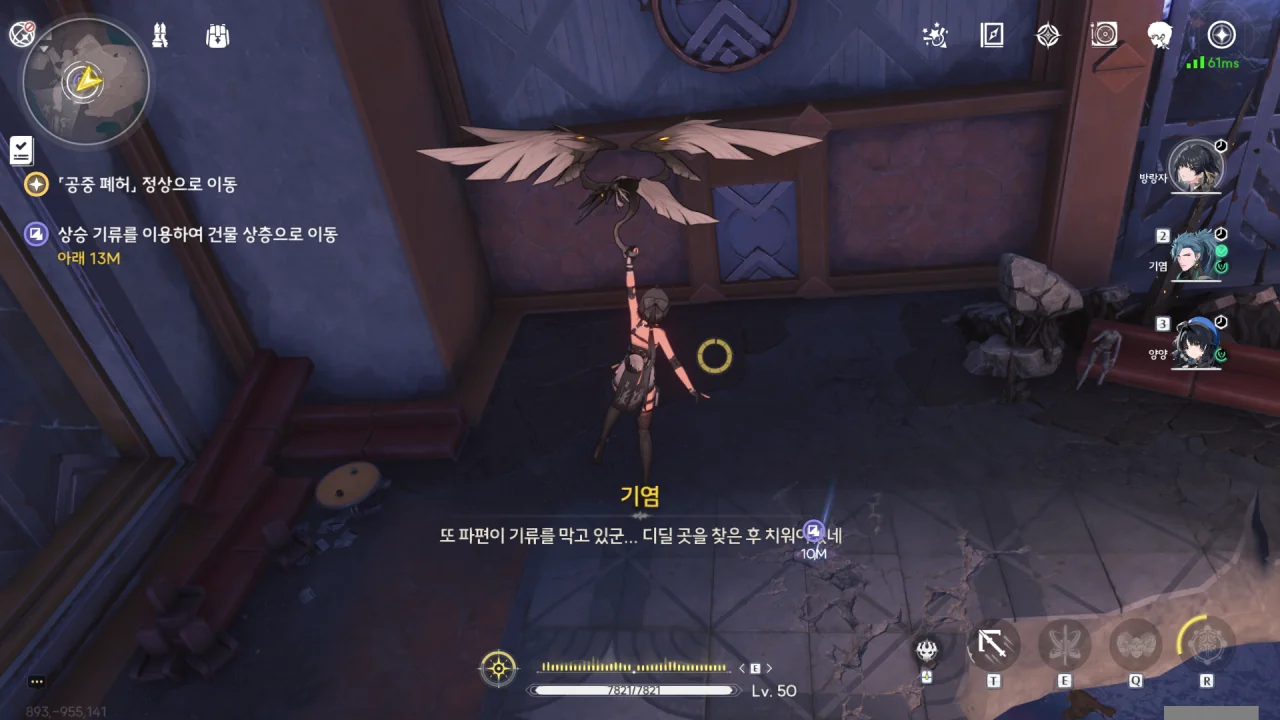 61ms
「공중 폐허」 정상으로 이동
상승 기류를 이용하여 건물 상층으로 이동
아래 13M
방랑자
2
기염
3
양양
기염
또 파편이 기류를 막고 있군... 디딜 곳을 찾은 후 치워야겠네
10M
E
7821/7821
Lv. 50
T
E
Q
R
893,-955,141